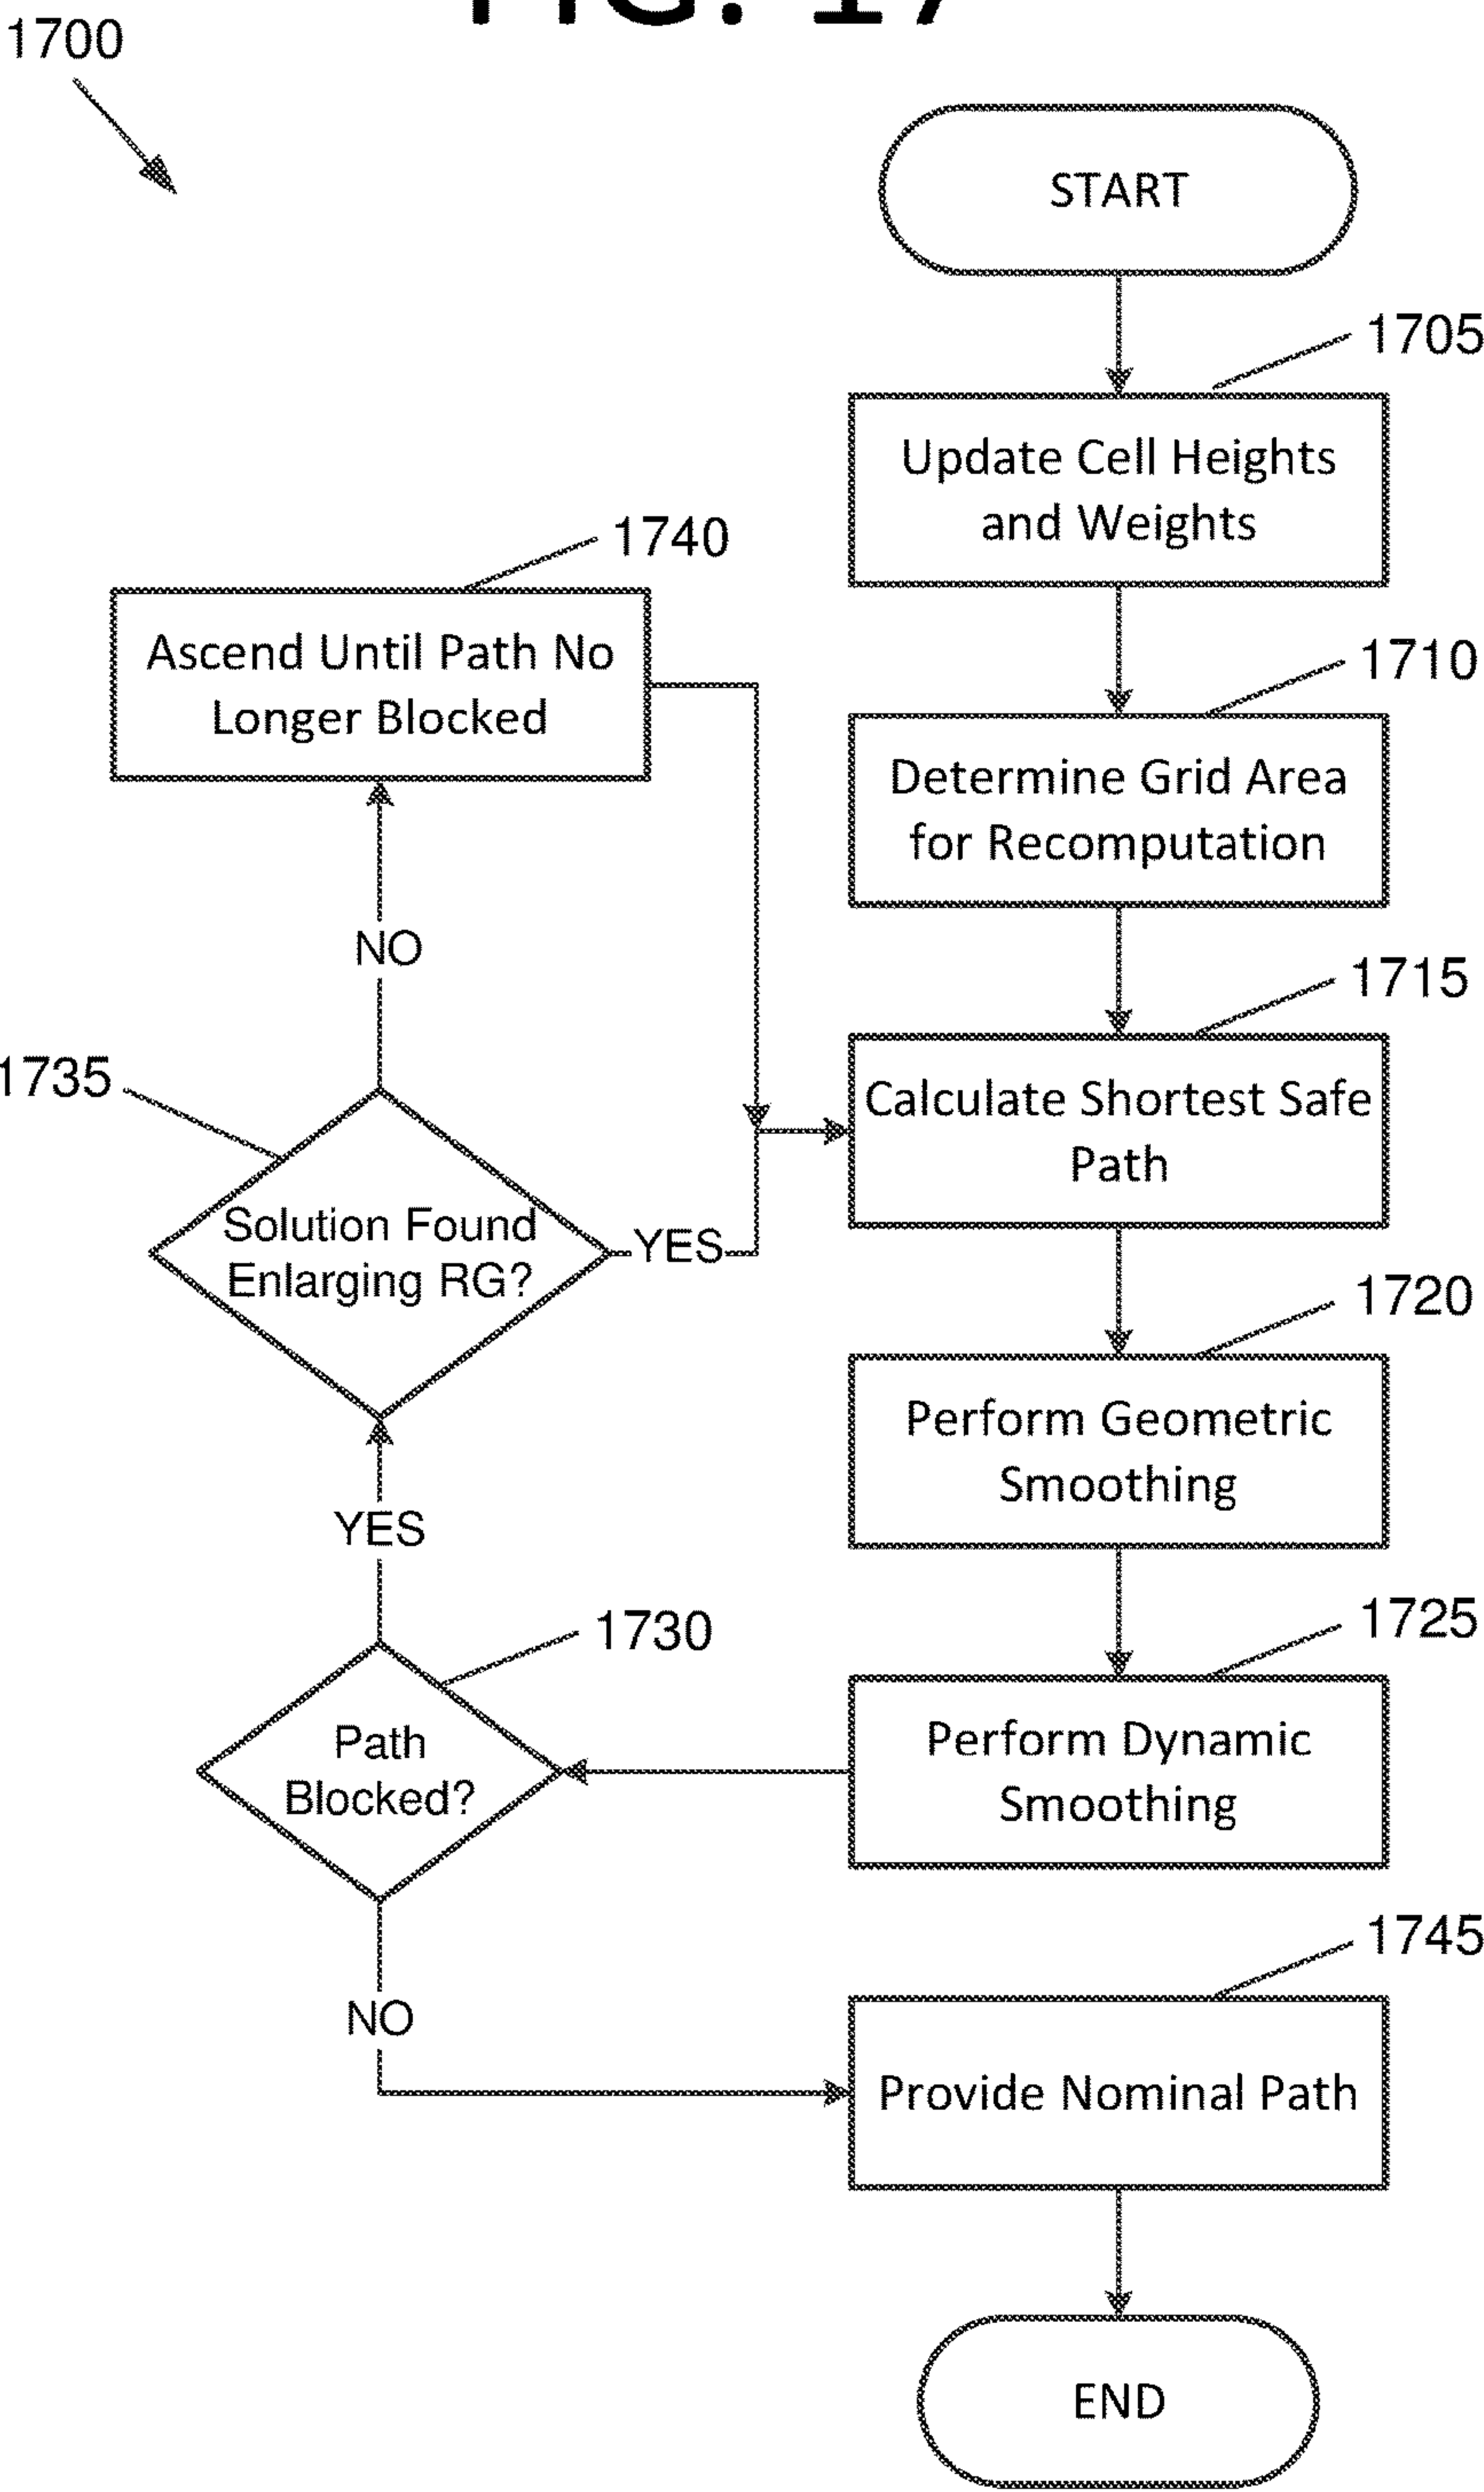 FIG. 17
1700
START
1705
Update Cell Heights
and Weights
1740
Ascend Until Path No
Longer Blocked
1710
Determine Grid Area
for Recomputation
NO
1715
Calculate Shortest Safe
Path
1735
Solution Found
Enlarging RG?
YES
1720
Perform Geometric
Smoothing
YES
1730
Path
Blocked?
1725
Perform Dynamic
Smoothing
NO
1745
Provide Nominal Path
END